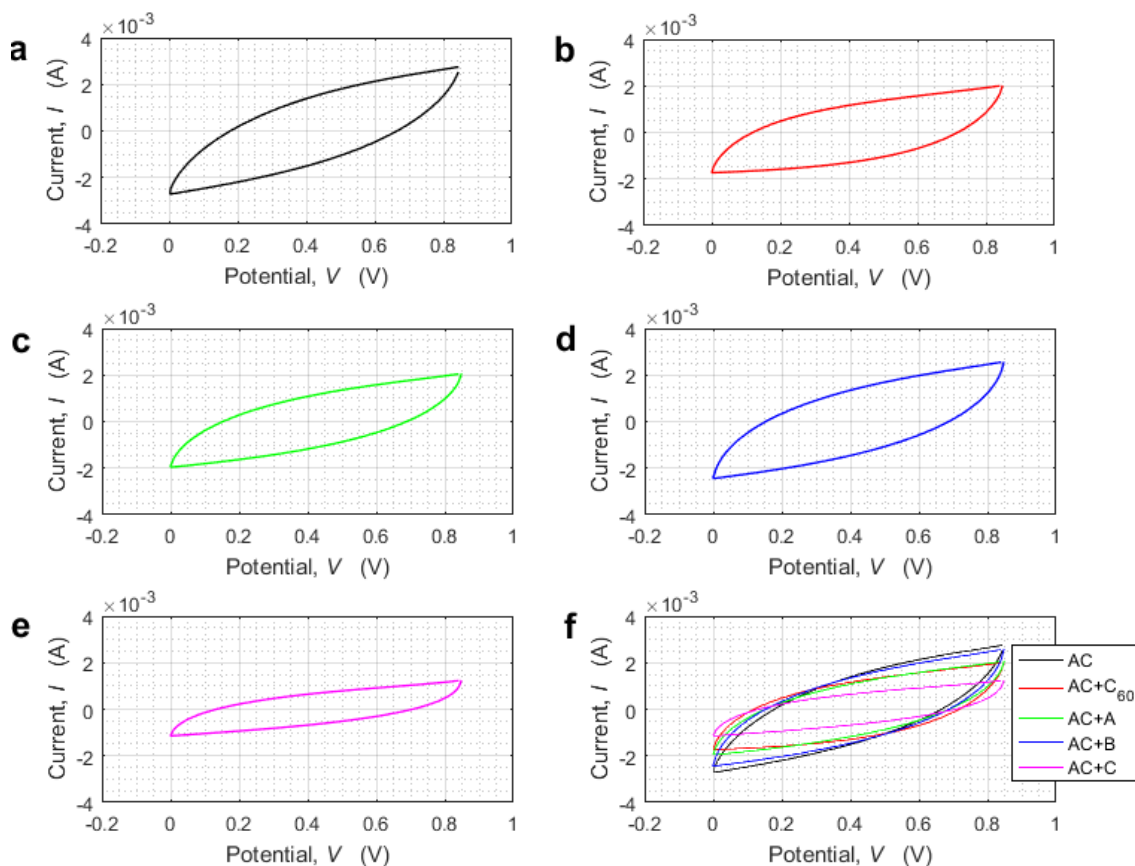 a
×10-3
Current, I (A)
4
2
0
-2
-4
-0.2 0 0.2 0.4 0.6 0.8 1
Potential, V (V)
b
×10-3
Current, I (A)
4
2
0
-2
-4
-0.2 0 0.2 0.4 0.6 0.8 1
Potential, V (V)
c
×10-3
Current, I (A)
4
2
0
-2
-4
-0.2 0 0.2 0.4 0.6 0.8 1
Potential, V (V)
d
×10-3
Current, I (A)
4
2
0
-2
-4
-0.2 0 0.2 0.4 0.6 0.8 1
Potential, V (V)
e
×10-3
Current, I (A)
4
2
0
-2
-4
-0.2 0 0.2 0.4 0.6 0.8 1
Potential, V (V)
f
×10-3
Current, I (A)
4
2
0
-2
-4
-0.2 0 0.2 0.4 0.6 0.8 1
Potential, V (V)
AC
AC+C60
AC+A
AC+B
AC+C